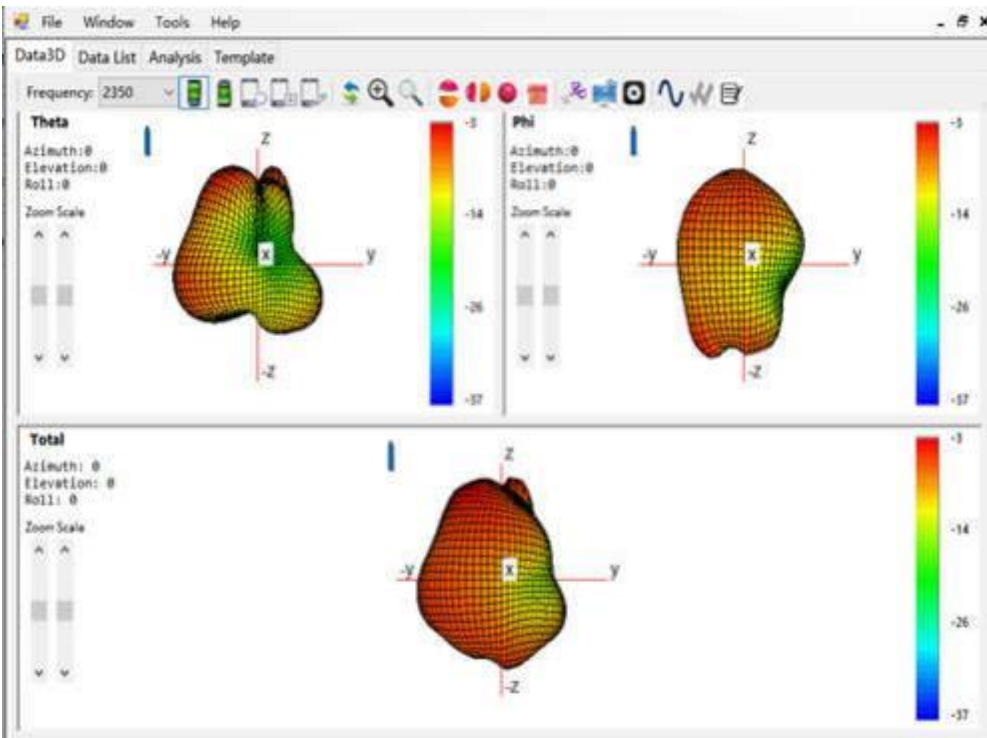 File Window Tools Help
Data3D Data List Analysis Template
Frequency: 2350
Theta
Azimuth:0
Elevation:0
Roll:0
Zoom Scale
z
-y
x
y
-z
-3
-14
-26
-37
Phi
Azimuth:0
Elevation:0
Roll:0
Zoom Scale
z
-y
x
y
-z
-3
-14
-26
-37
Total
Azimuth: 0
Elevation: 0
Roll: 0
Zoom Scale
z
-y
x
y
-z
-3
-14
-26
-37